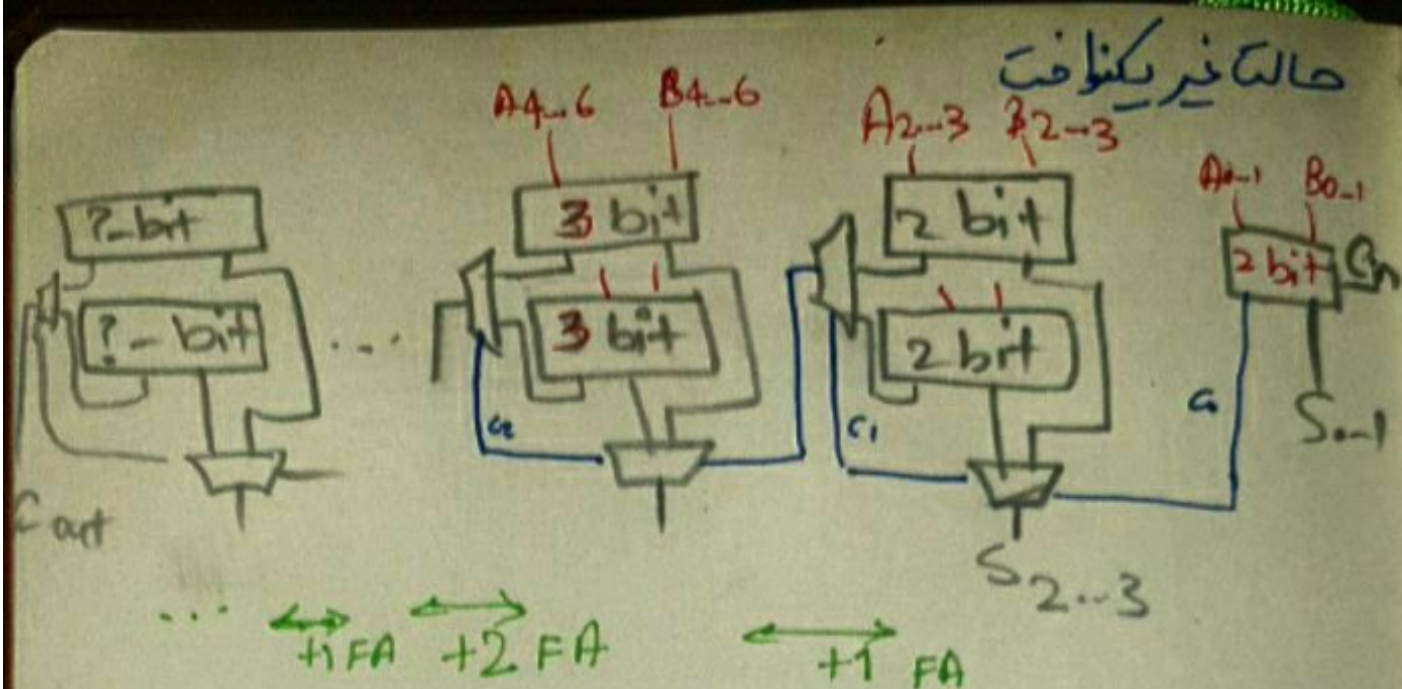 حالت غیر یکنواخت
A4..6 B4..6 A2..3 B2..3 A0..1 B0..1
?-bit 3 bit 2 bit 2 bit Cin
?-bit ... 3 bit 2 bit
C2 C1 C0 S0..1
Cout
S2..3
... +1 FA +2 FA +1 FA